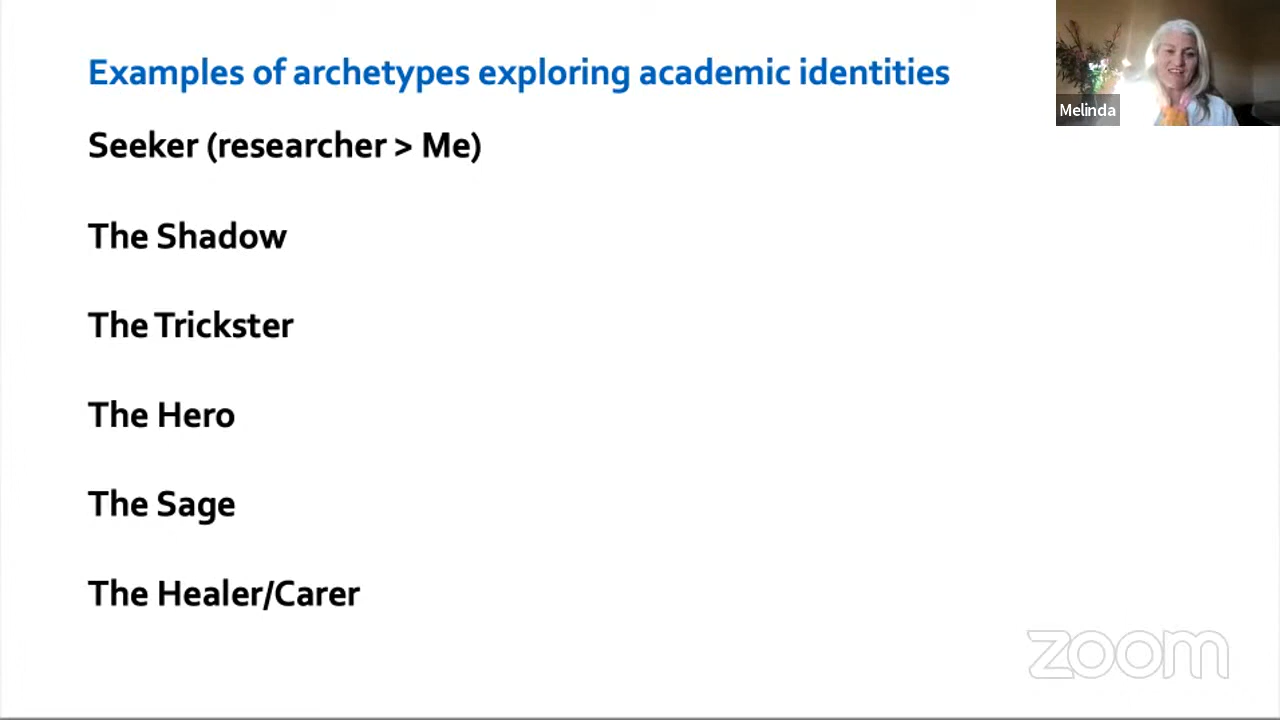 Examples of archetypes exploring academic identities
Melinda
Seeker (researcher > Me)
The Shadow
The Trickster
The Hero
The Sage
The Healer/Carer
zoom